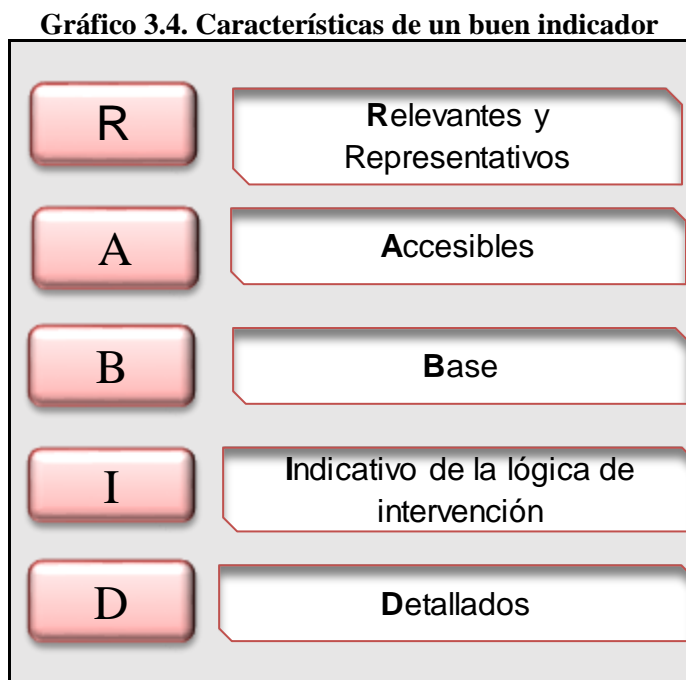 Gráfico 3.4. Características de un buen indicador
R
Relevantes y
Representativos
A
Accesibles
B
Base
I
Indicativo de la lógica de
intervención
D
Detallados